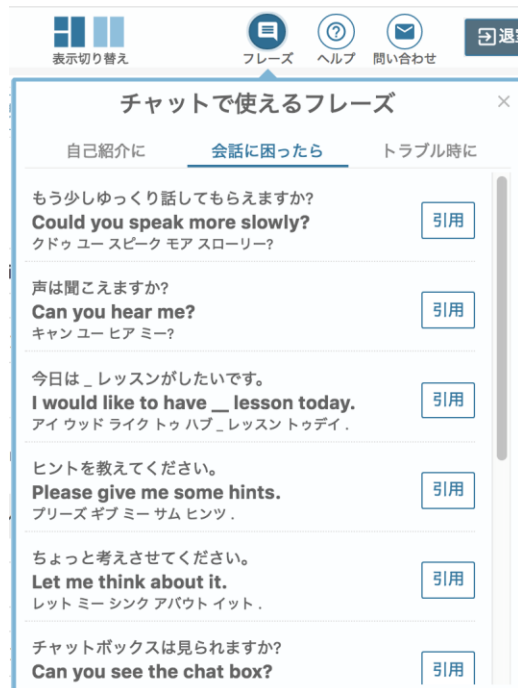 表示切り替え
フレーズ
ヘルプ
問い合わせ
チャットで使えるフレーズ
×
自己紹介に
会話に困ったら
トラブル時に
もう少しゆっくり話してもらえますか?
Could you speak more slowly?
クドゥ ユー スピーク モア スローリー?
引用
声は聞こえますか?
Can you hear me?
キャン ユー ヒア ミー?
引用
今日は _ レッスンがしたいです。
I would like to have __ lesson today.
アイ ウッド ライク トゥ ハブ _ レッスン トゥデイ .
引用
ヒントを教えてください。
Please give me some hints.
プリーズ ギブ ミー サム ヒンツ .
引用
ちょっと考えさせてください。
Let me think about it.
レット ミー シンク アバウト イット .
引用
チャットボックスは見られますか?
Can you see the chat box?
引用